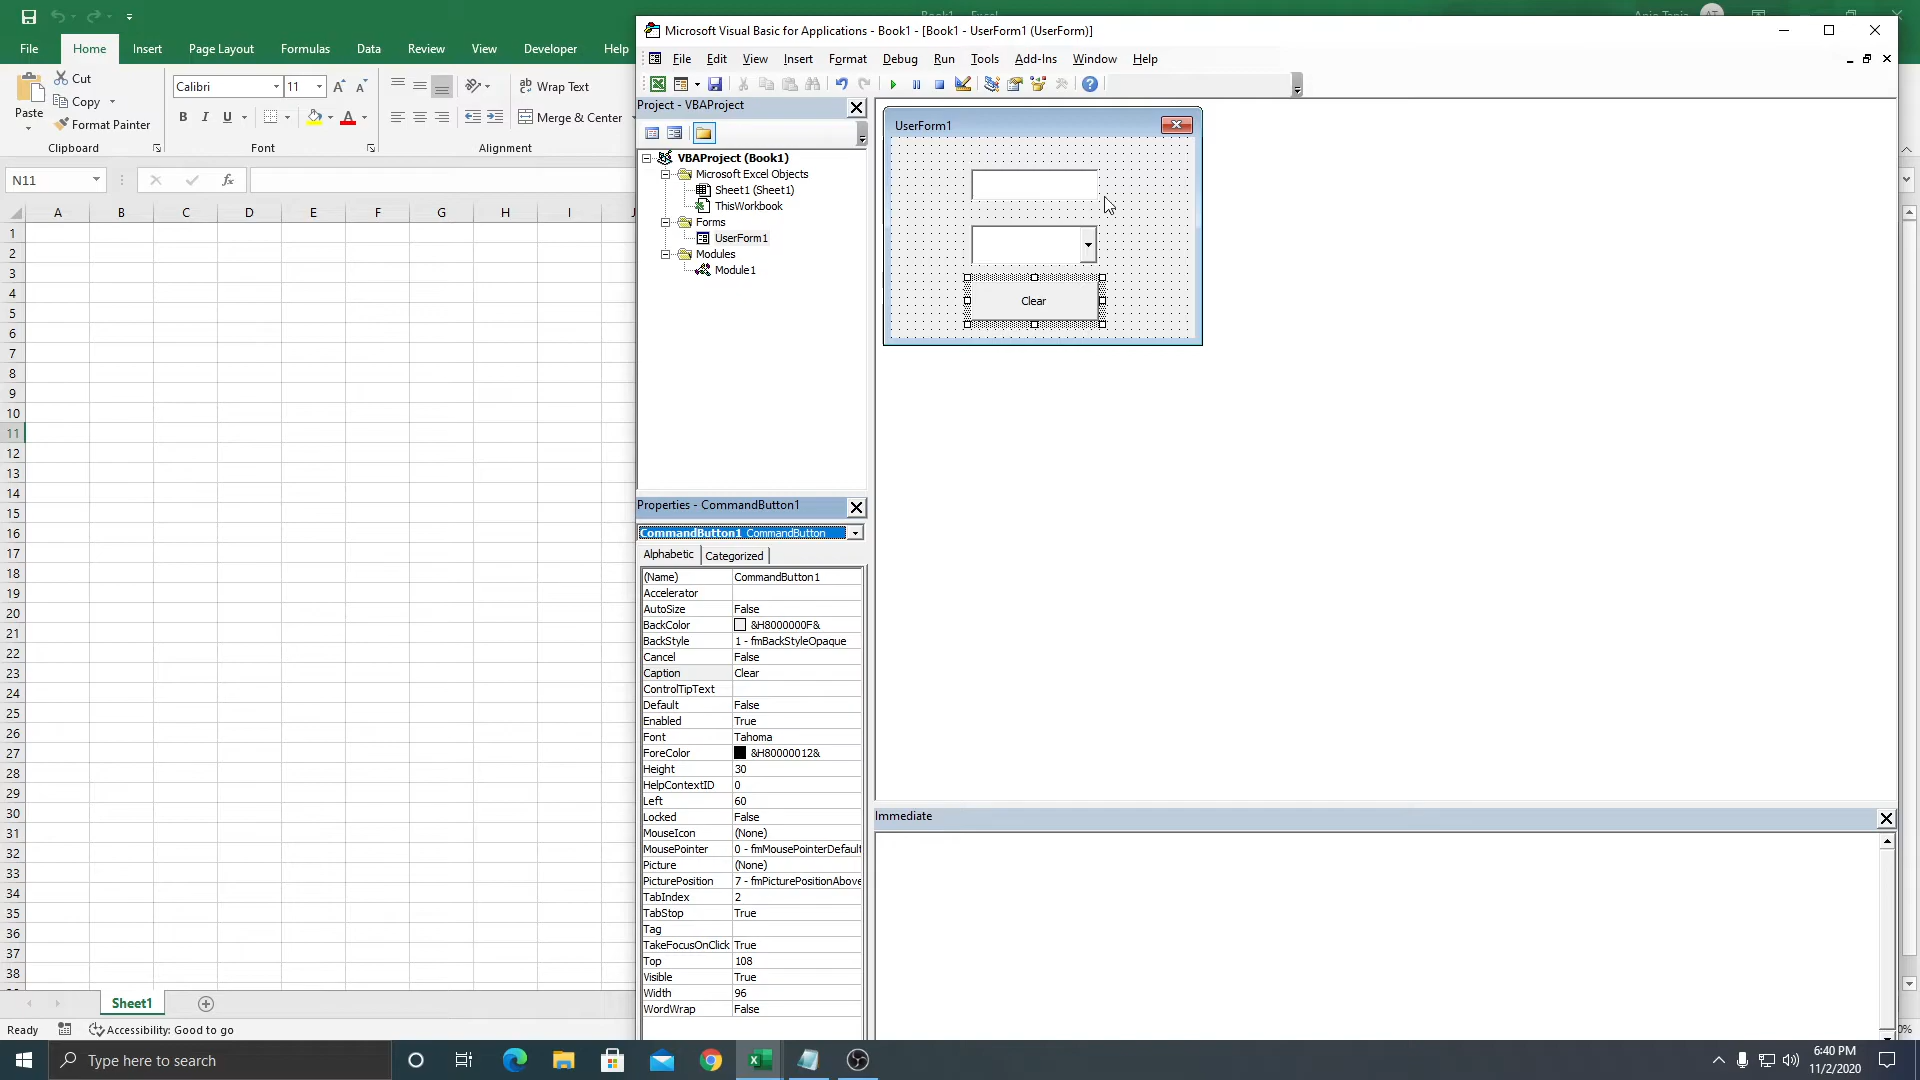 Book1 - Excel
Anio Tania
File Home Insert Page Layout Formulas Data Review View Developer Help
Cut
Copy
Format Painter
Paste
Clipboard
Calibri 11
B I U A
Font
Wrap Text
Merge & Center
Alignment
N11
fx
A B C D E F G H I J
1
2
3
4
5
6
7
8
9
10
11
12
13
14
15
16
17
18
19
20
21
22
23
24
25
26
27
28
29
30
31
32
33
34
35
36
37
38
Sheet1
Ready Accessibility: Good to go
Microsoft Visual Basic for Applications - Book1 - [Book1 - UserForm1 (UserForm)]
File Edit View Insert Format Debug Run Tools Add-Ins Window Help
Project - VBAProject
VBAProject (Book1)
Microsoft Excel Objects
Sheet1 (Sheet1)
ThisWorkbook
Forms
UserForm1
Modules
Module1
UserForm1
Clear
Properties - CommandButton1
CommandButton1 CommandButton
Alphabetic Categorized
(Name) CommandButton1
Accelerator
AutoSize False
BackColor &H8000000F&
BackStyle 1 - fmBackStyleOpaque
Cancel False
Caption Clear
ControlTipText
Default False
Enabled True
Font Tahoma
ForeColor &H80000012&
Height 30
HelpContextID 0
Left 60
Locked False
MouseIcon (None)
MousePointer 0 - fmMousePointerDefault
Picture (None)
PicturePosition 7 - fmPicturePositionAbove
TabIndex 2
TabStop True
Tag
TakeFocusOnClick True
Top 108
Visible True
Width 96
WordWrap False
Immediate
0%
Type here to search
6:40 PM
11/2/2020